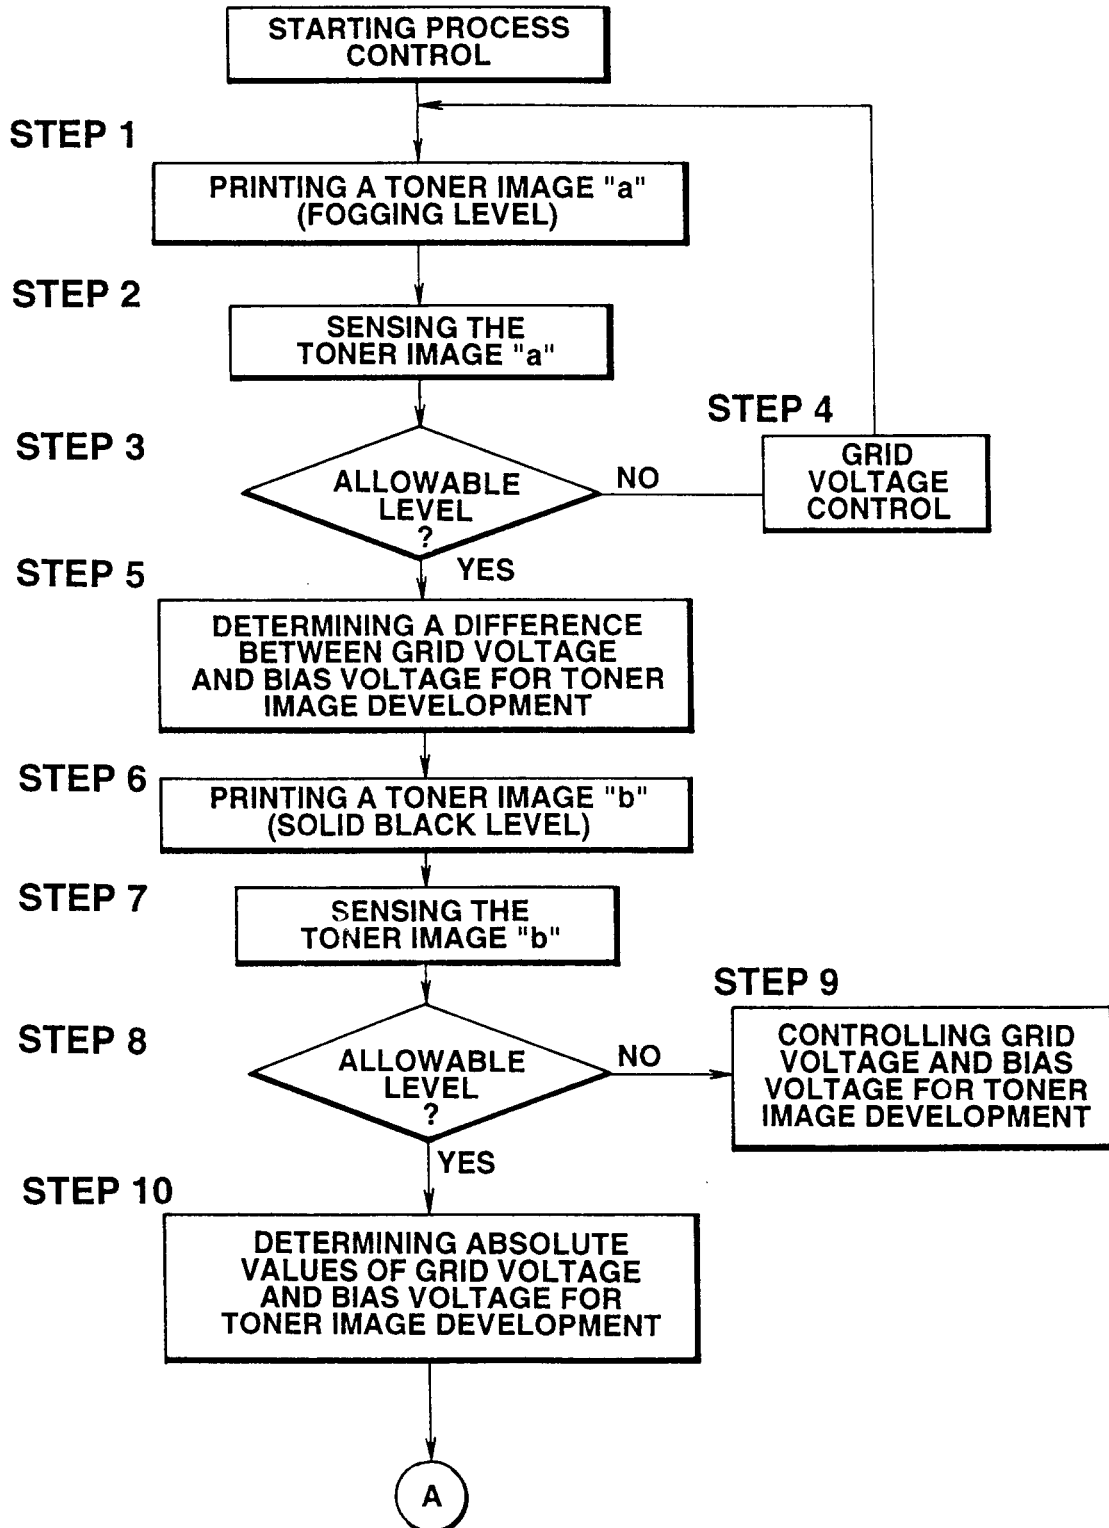 STARTING PROCESS
CONTROL
STEP 1
PRINTING A TONER IMAGE "a"
(FOGGING LEVEL)
STEP 2
SENSING THE
TONER IMAGE "a"
STEP 3
ALLOWABLE
LEVEL
?
NO
STEP 4
GRID
VOLTAGE
CONTROL
YES
STEP 5
DETERMINING A DIFFERENCE
BETWEEN GRID VOLTAGE
AND BIAS VOLTAGE FOR TONER
IMAGE DEVELOPMENT
STEP 6
PRINTING A TONER IMAGE "b"
(SOLID BLACK LEVEL)
STEP 7
SENSING THE
TONER IMAGE "b"
STEP 8
ALLOWABLE
LEVEL
?
NO
STEP 9
CONTROLLING GRID
VOLTAGE AND BIAS
VOLTAGE FOR TONER
IMAGE DEVELOPMENT
YES
STEP 10
DETERMINING ABSOLUTE
VALUES OF GRID VOLTAGE
AND BIAS VOLTAGE FOR
TONER IMAGE DEVELOPMENT
A